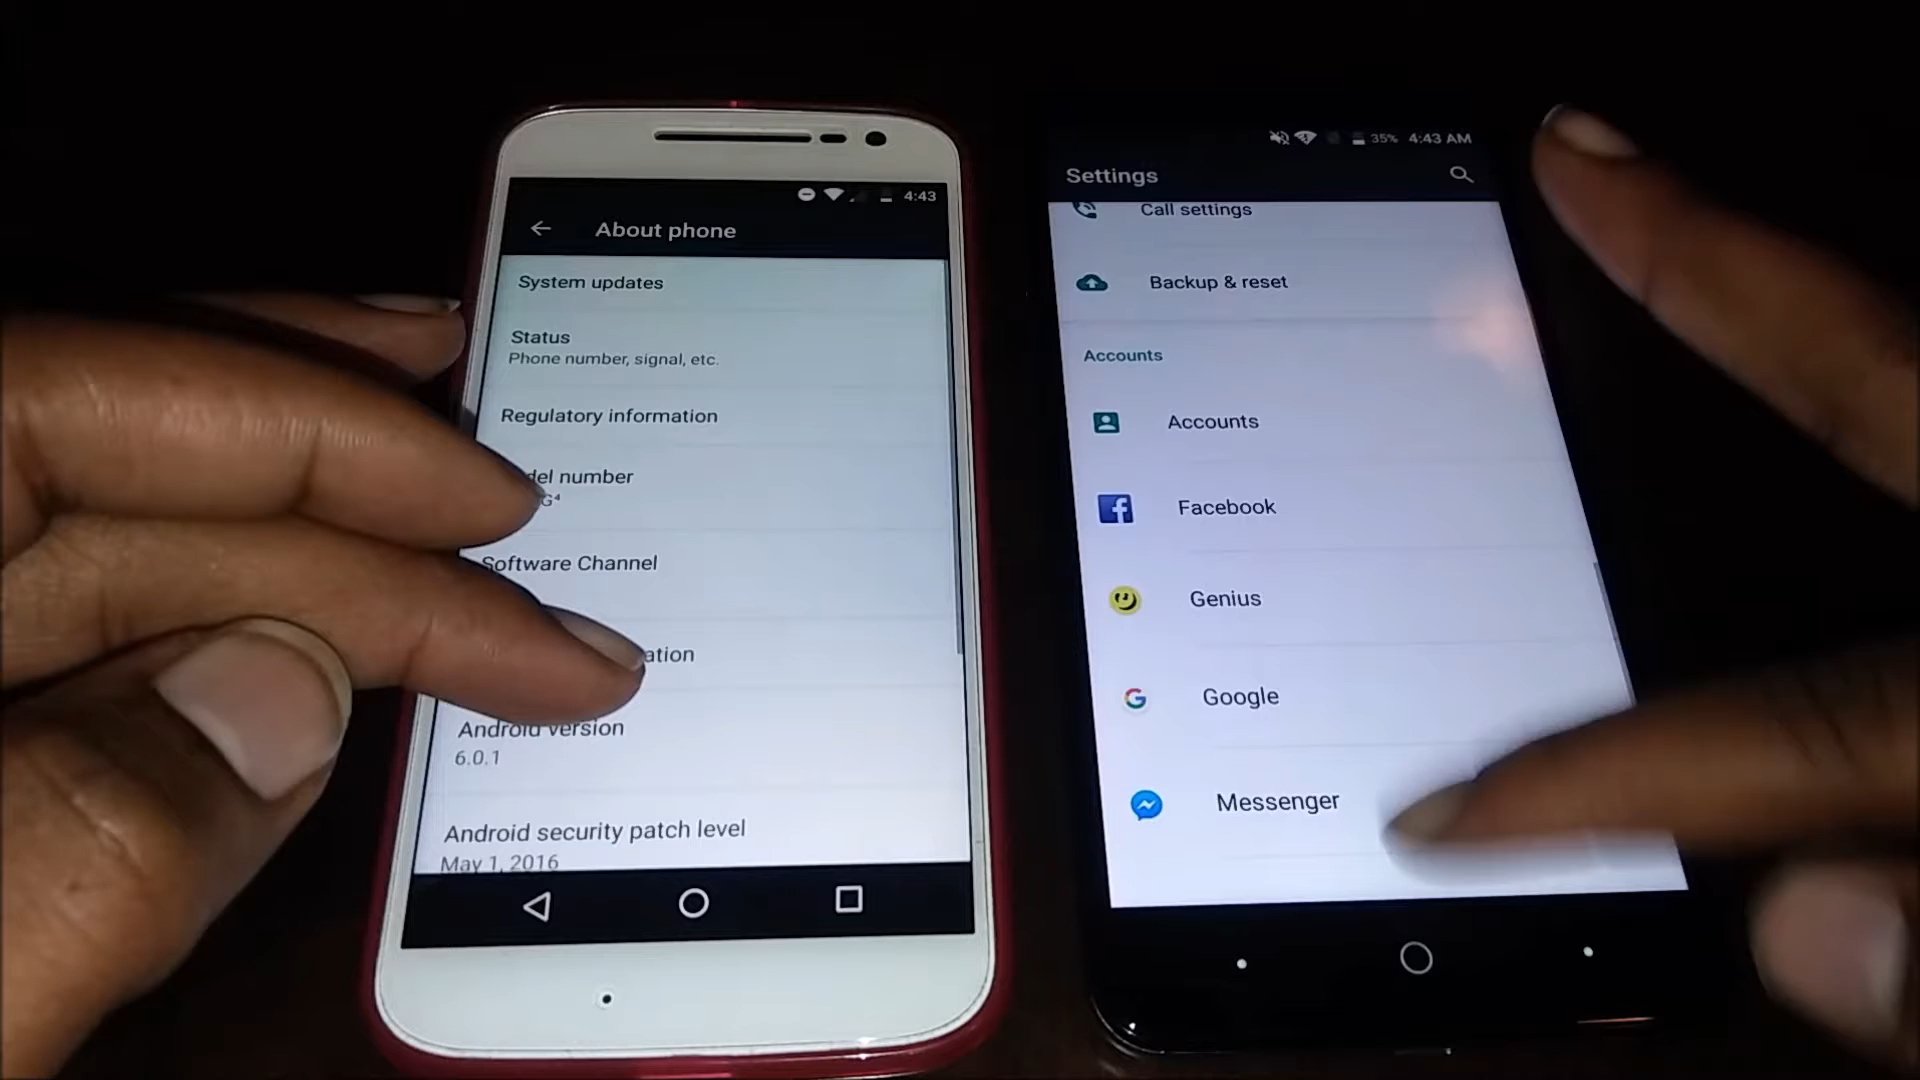 4:43
About phone
System updates
Status
Phone number, signal, etc.
Regulatory information
del number
G⁴
Software Channel
ation
Android version
6.0.1
Android security patch level
May 1, 2016
35% 4:43 AM
Settings
Call settings
Backup & reset
Accounts
Accounts
Facebook
Genius
Google
Messenger